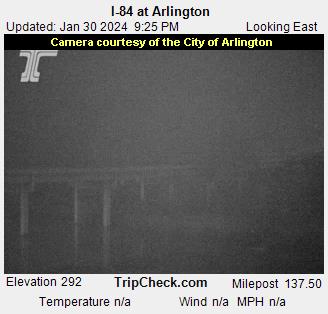 I-84 at Arlington
Updated: Jan 30 2024 9:25 PM Looking East
Camera courtesy of the City of Arlington
Elevation 292 TripCheck.com Milepost 137.50
Temperature n/a Wind n/a MPH n/a